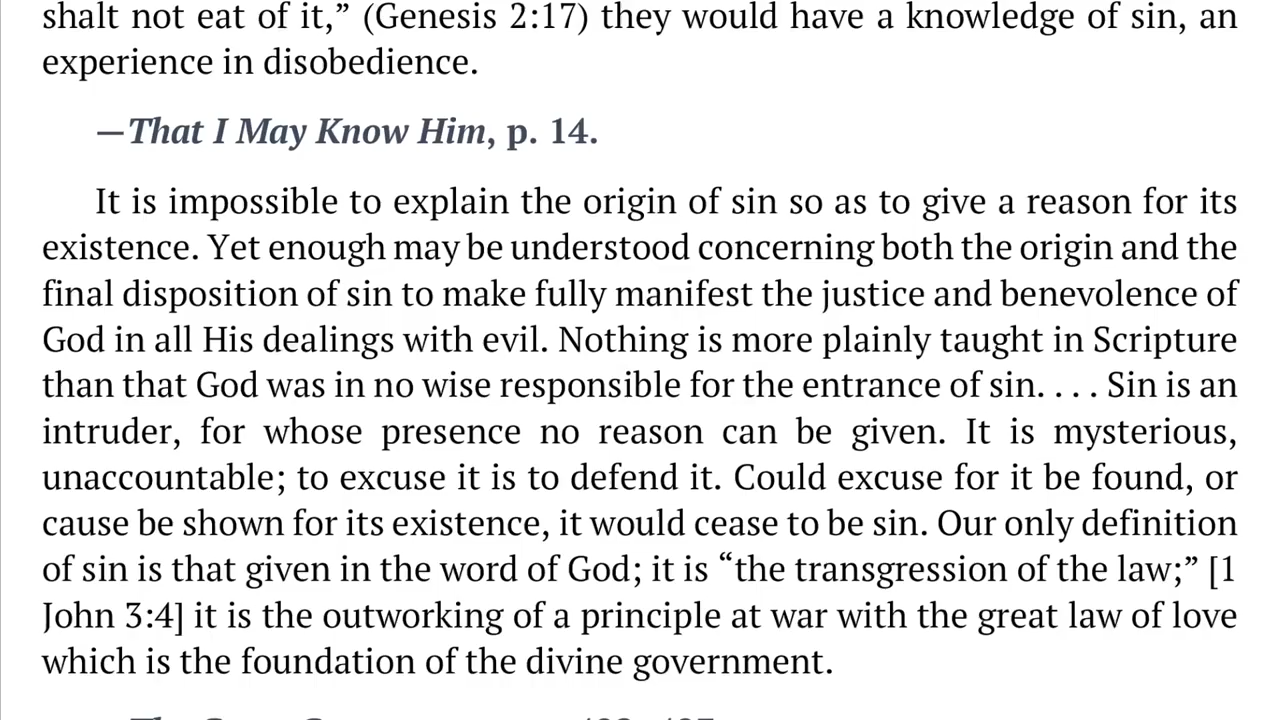 shalt not eat of it,” (Genesis 2:17) they would have a knowledge of sin, an
experience in disobedience.
—That I May Know Him, p. 14.
It is impossible to explain the origin of sin so as to give a reason for its
existence. Yet enough may be understood concerning both the origin and the
final disposition of sin to make fully manifest the justice and benevolence of
God in all His dealings with evil. Nothing is more plainly taught in Scripture
than that God was in no wise responsible for the entrance of sin. . . . Sin is an
intruder, for whose presence no reason can be given. It is mysterious,
unaccountable; to excuse it is to defend it. Could excuse for it be found, or
cause be shown for its existence, it would cease to be sin. Our only definition
of sin is that given in the word of God; it is “the transgression of the law;” [1
John 3:4] it is the outworking of a principle at war with the great law of love
which is the foundation of the divine government.